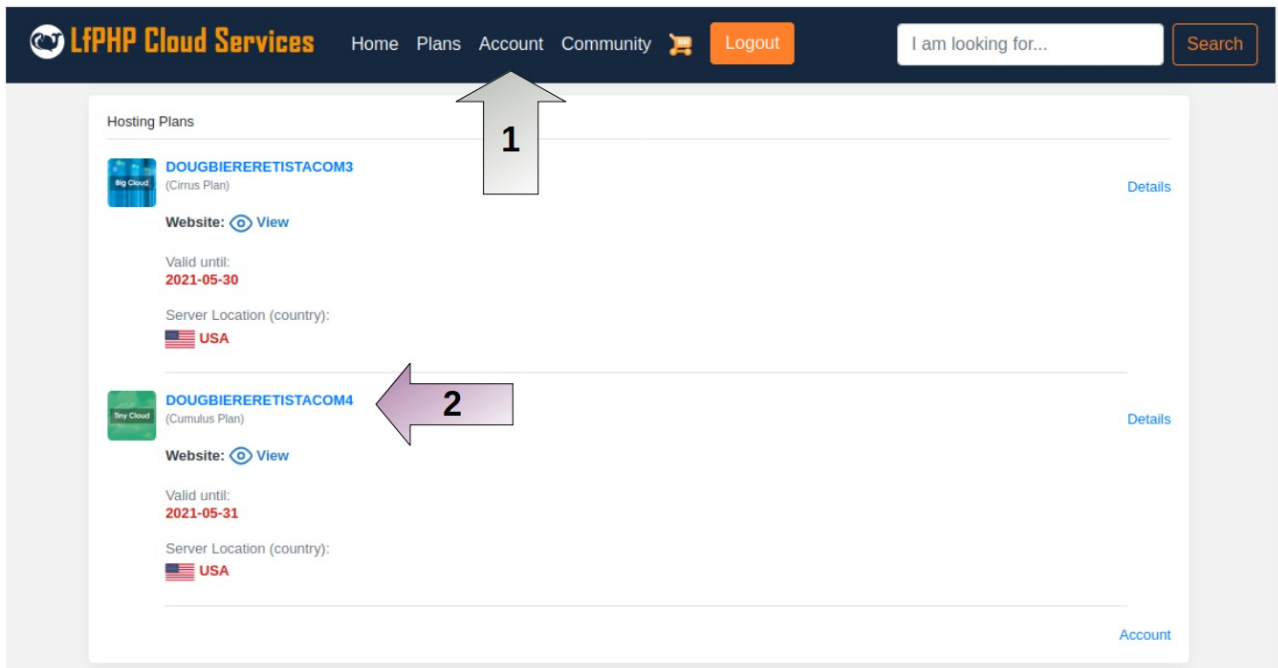 LfPHP Cloud Services Home Plans Account Community Logout I am looking for... Search
1
Hosting Plans
Big Cloud
DOUGBIERERETISTACOM3
(Cirrus Plan)
Details
Website: View
Valid until:
2021-05-30
Server Location (country):
USA
2
Tiny Cloud
DOUGBIERERETISTACOM4
(Cumulus Plan)
Details
Website: View
Valid until:
2021-05-31
Server Location (country):
USA
Account